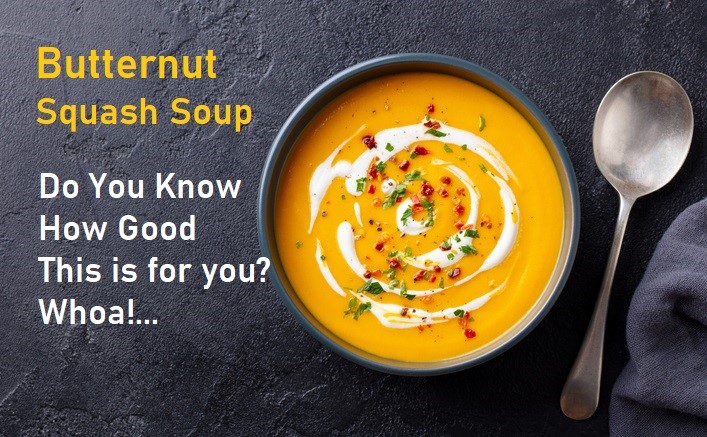 Butternut
Squash Soup
Do You Know
How Good
This is for you?
Whoa!...